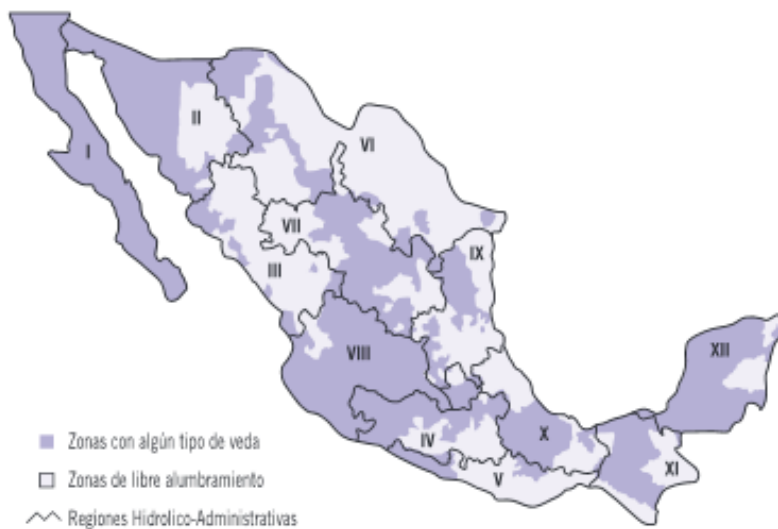 II
VI
I
VII
IX
III
XII
VIII
X
IV
XI
V
Zonas con algún tipo de veda
Zonas de libre alumbramiento
Regiones Hidrolico-Administrativas